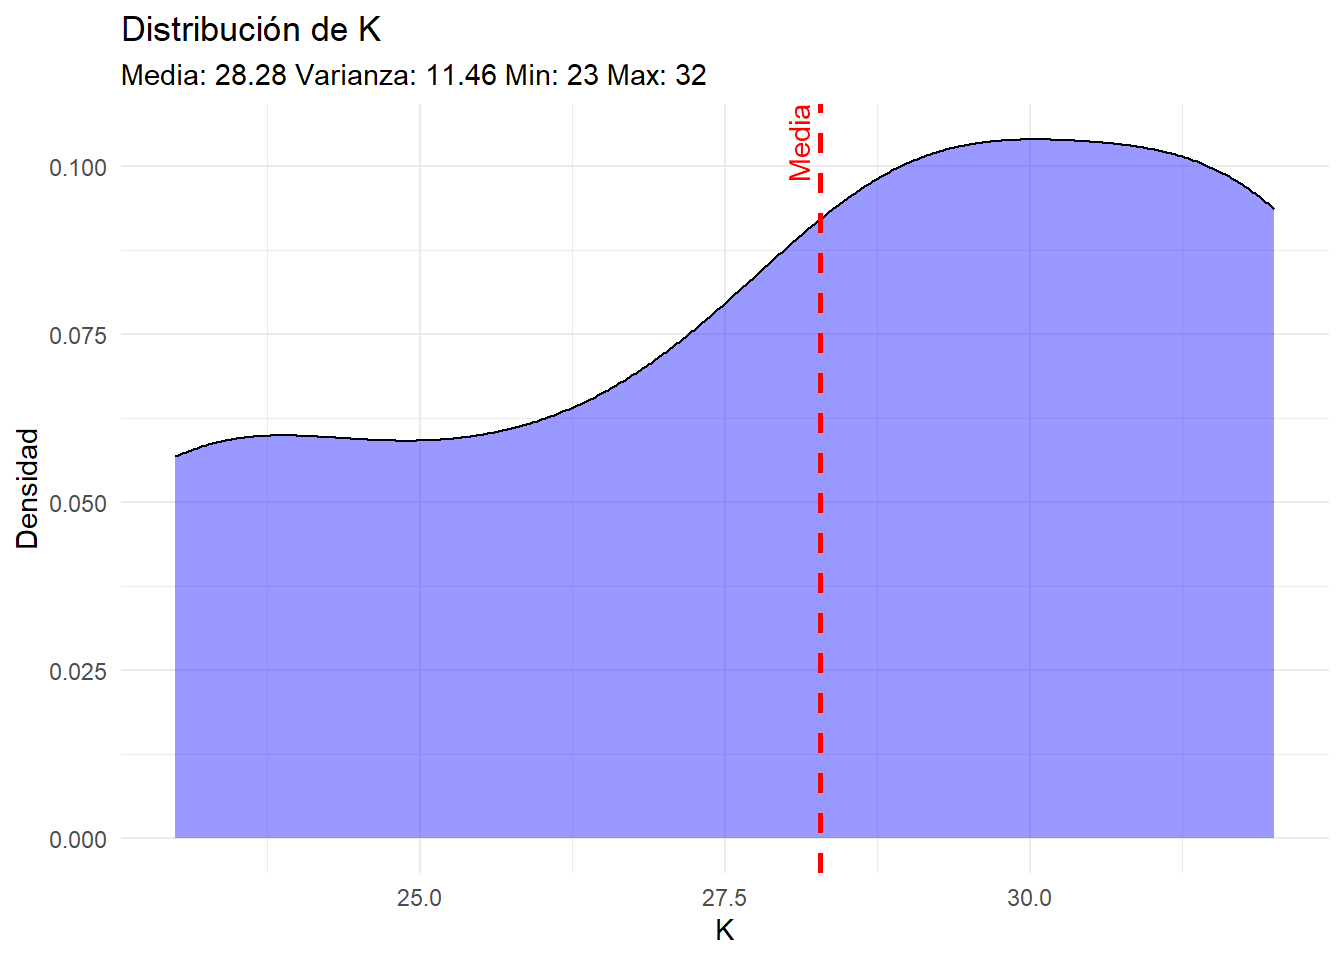 Distribución de K
Media: 28.28 Varianza: 11.46 Min: 23 Max: 32
Media
0.100
0.075
0.050
0.025
0.000
Densidad
25.0 27.5 30.0
K